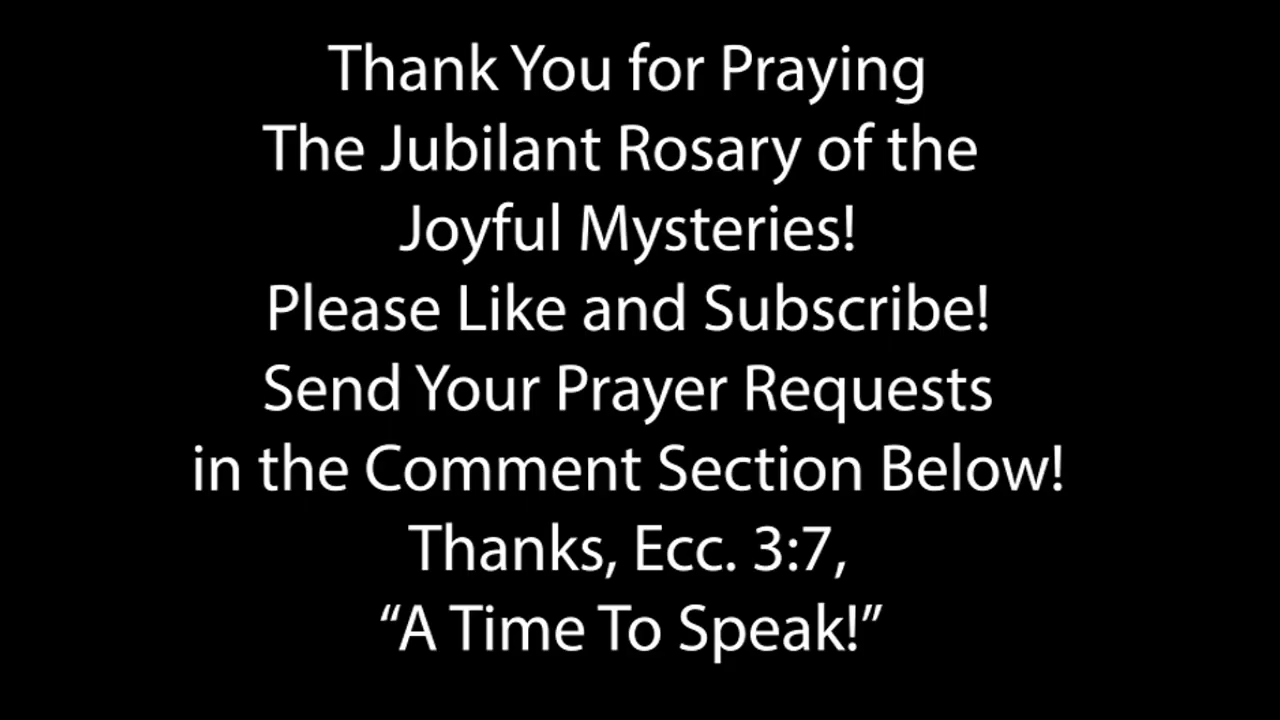 Thank You for Praying
The Jubilant Rosary of the
Joyful Mysteries!
Please Like and Subscribe!
Send Your Prayer Requests
in the Comment Section Below!
Thanks, Ecc. 3:7,
“A Time To Speak!”